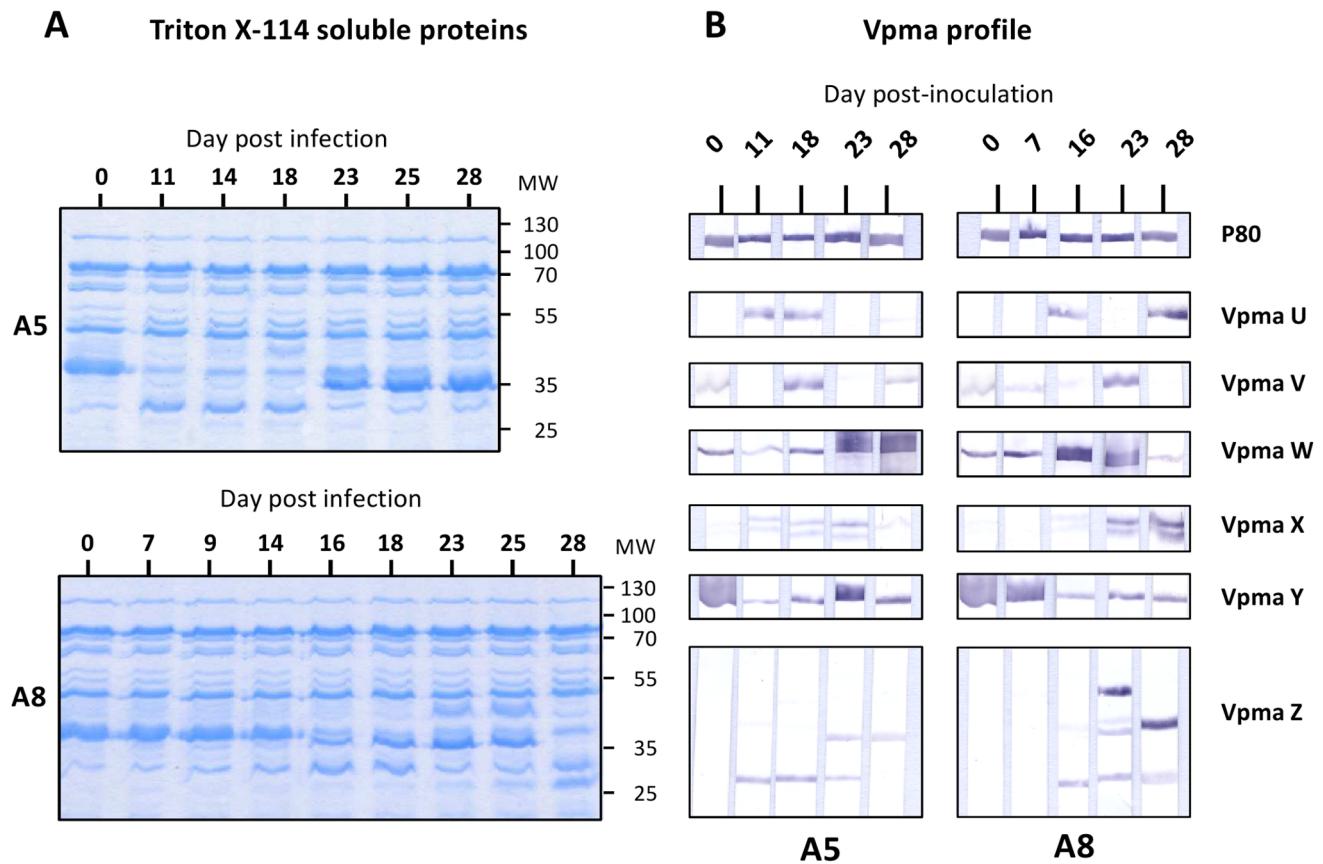 A Triton X-114 soluble proteins
Day post infection
0 11 14 18 23 25 28 MW
130
100
70
A5
55
35
25
Day post infection
0 7 9 14 16 18 23 25 28 MW
130
100
70
A8
55
35
25
B Vpma profile
Day post-inoculation
0 11 18 23 28 0 7 16 23 28
P80
Vpma U
Vpma V
Vpma W
Vpma X
Vpma Y
Vpma Z
A5 A8